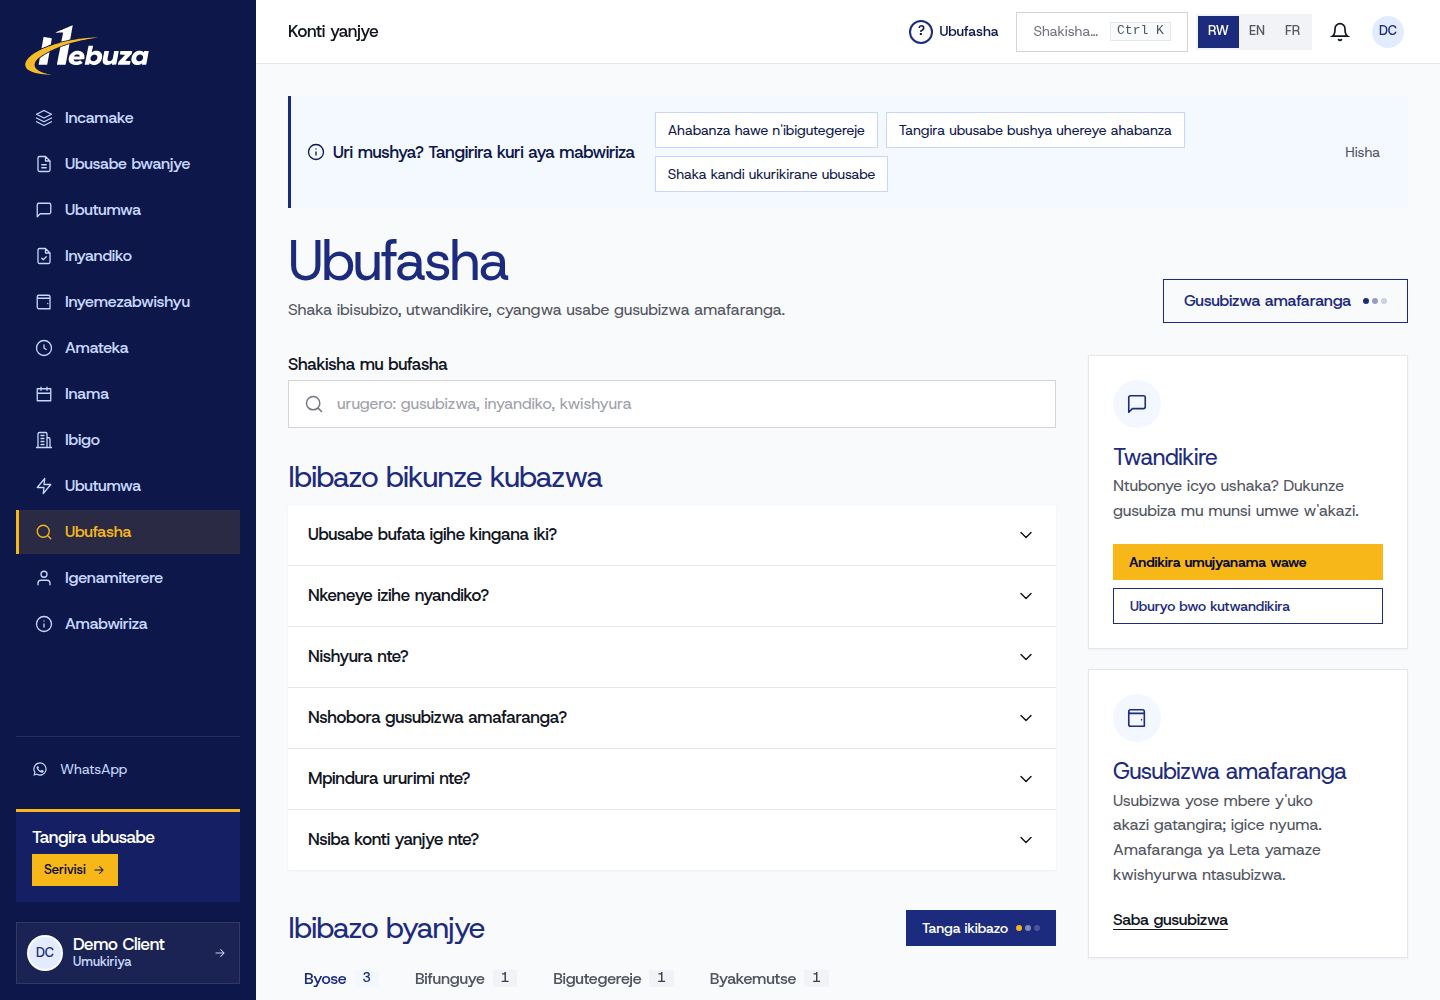 Hebuza
Incamake
Ubusabe bwanjye
Ubutumwa
Inyandiko
Inyemezabwishyu
Amateka
Inama
Ibigo
Ubutumwa
Ubufasha
Igenamiterere
Amabwiriza
WhatsApp
Tangira ubusabe
Serivisi
DC
Demo Client
Umukiriya
Konti yanjye
? Ubufasha
Shakisha… Ctrl K
RW EN FR
DC
Uri mushya? Tangirira kuri aya mabwiriza
Ahabanza hawe n'ibigutegereje
Tangira ubusabe bushya uhereye ahabanza
Shaka kandi ukurikirane ubusabe
Hisha
Ubufasha
Shaka ibisubizo, utwandikire, cyangwa usabe gusubizwa amafaranga.
Gusubizwa amafaranga
Shakisha mu bufasha
urugero: gusubizwa, inyandiko, kwishyura
Ibibazo bikunze kubazwa
Ubusabe bufata igihe kingana iki?
Nkeneye izihe nyandiko?
Nishyura nte?
Nshobora gusubizwa amafaranga?
Mpindura ururimi nte?
Nsiba konti yanjye nte?
Ibibazo byanjye
Tanga ikibazo
Byose 3
Bifunguye 1
Bigutegereje 1
Byakemutse 1
Twandikire
Ntubonye icyo ushaka? Dukunze
gusubiza mu munsi umwe w'akazi.
Andikira umujyanama wawe
Uburyo bwo kutwandikira
Gusubizwa amafaranga
Usubizwa yose mbere y'uko
akazi gatangira; igice nyuma.
Amafaranga ya Leta yamaze
kwishyurwa ntasubizwa.
Saba gusubizwa